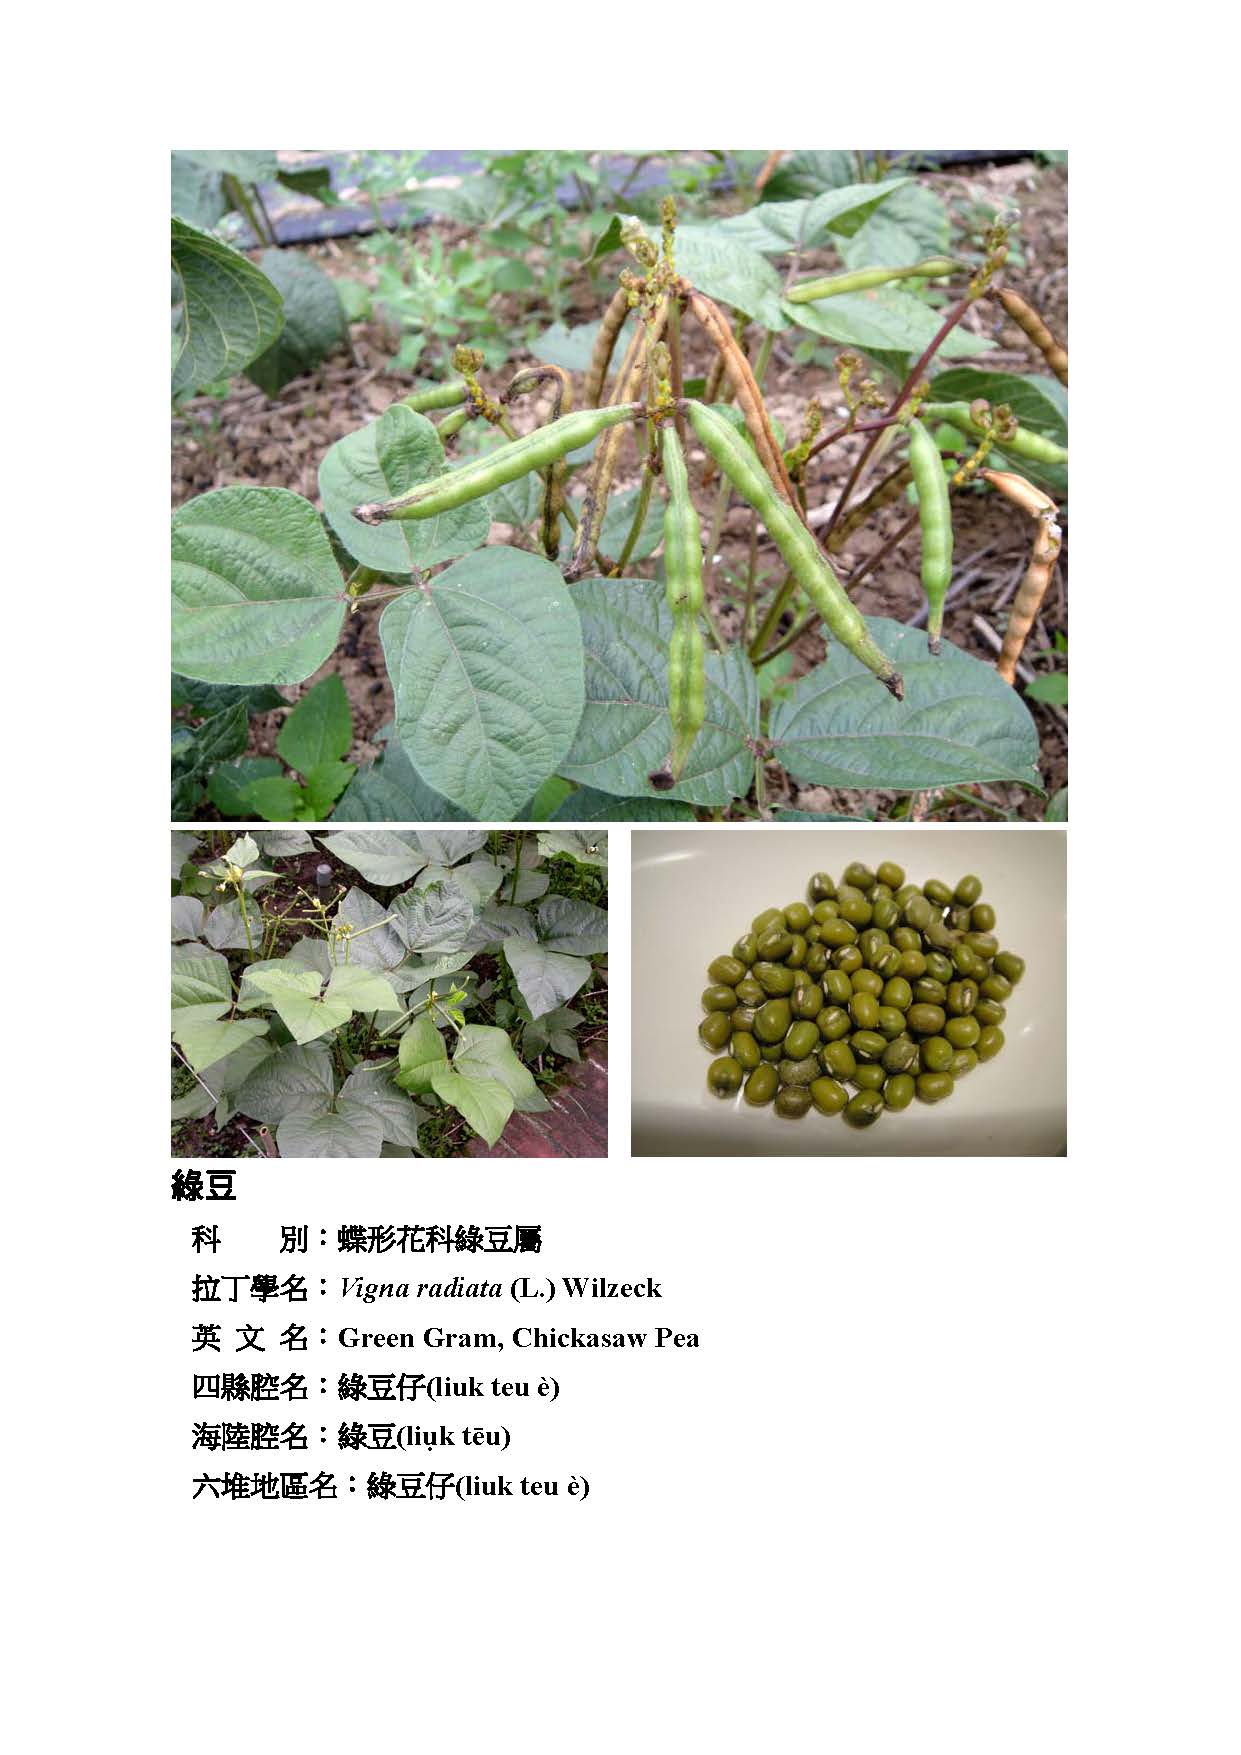 綠豆
科　　別：蝶形花科綠豆屬
拉丁學名：Vigna radiata (L.) Wilzeck
英 文 名：Green Gram, Chickasaw Pea
四縣腔名：綠豆仔(liuk teu è)
海陸腔名：綠豆(liụk tēu)
六堆地區名：綠豆仔(liuk teu è)